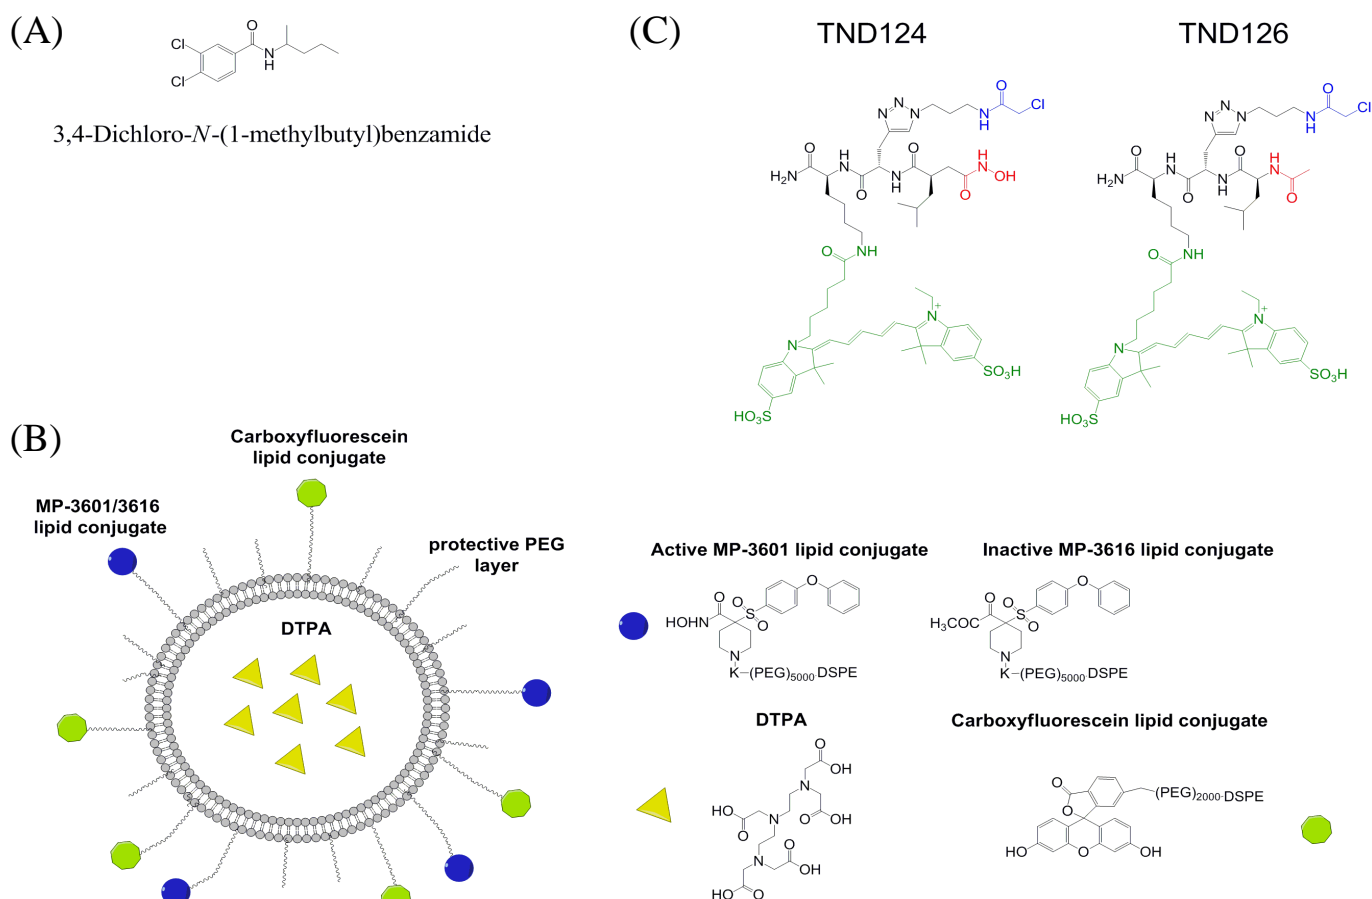 (A)
3,4-Dichloro-N-(1-methylbutyl)benzamide
Cl
Cl
O
N
H
(C)
TND124
TND126
N
N
N
N
H
O
Cl
O
H
N
H2N
O
N
H
O
O
H
N
OH
O
NH
N
N+
SO3H
HO3S
N
N
N
N
H
O
Cl
O
H
N
H2N
O
N
H
O
H
N
O
O
NH
N
N+
SO3H
HO3S
(B)
Carboxyfluorescein
lipid conjugate
MP-3601/3616
lipid conjugate
protective PEG
layer
DTPA
Active MP-3601 lipid conjugate
O
O
O
S
O
HOHN
N
K–(PEG)5000 DSPE
Inactive MP-3616 lipid conjugate
O
O
O
S
O
H3COC
N
K–(PEG)5000 DSPE
DTPA
O
OH
N
O
OH
HO
O
N
N
O
OH
HO
O
Carboxyfluorescein lipid conjugate
O
O
(PEG)2000-DSPE
HO
O
OH